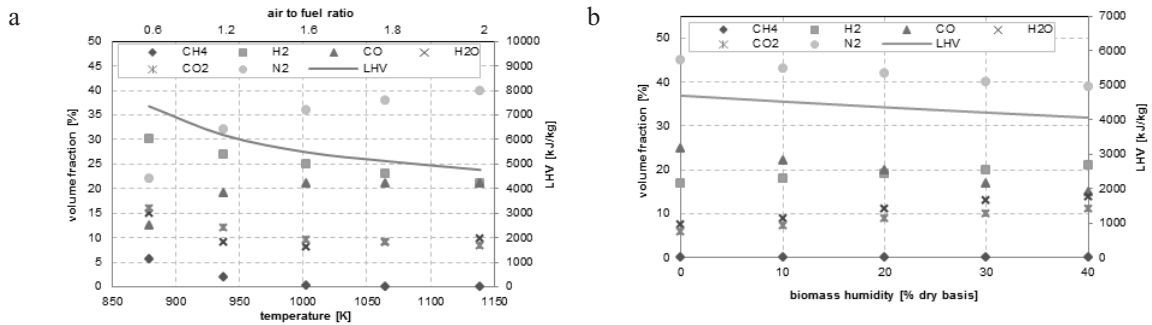 a
air to fuel ratio
0.6 1.2 1.6 1.8 2
50 10000
CH4 H2 CO H2O
45 9000
CO2 N2 LHV
40 8000
35 7000
30 6000
25 5000
20 4000
15 3000
10 2000
5 1000
0 0
850 900 950 1000 1050 1100 1150
volume fraction [%]
LHV [kJ/kg]
temperature [K]
b
7000
CH4 H2 CO H2O
50 6000
CO2 N2 LHV
40 5000
4000
30
3000
20
2000
10
1000
0 0
0 10 20 30 40
volume fraction [%]
LHV [kJ/kg]
biomass humidity [% dry basis]